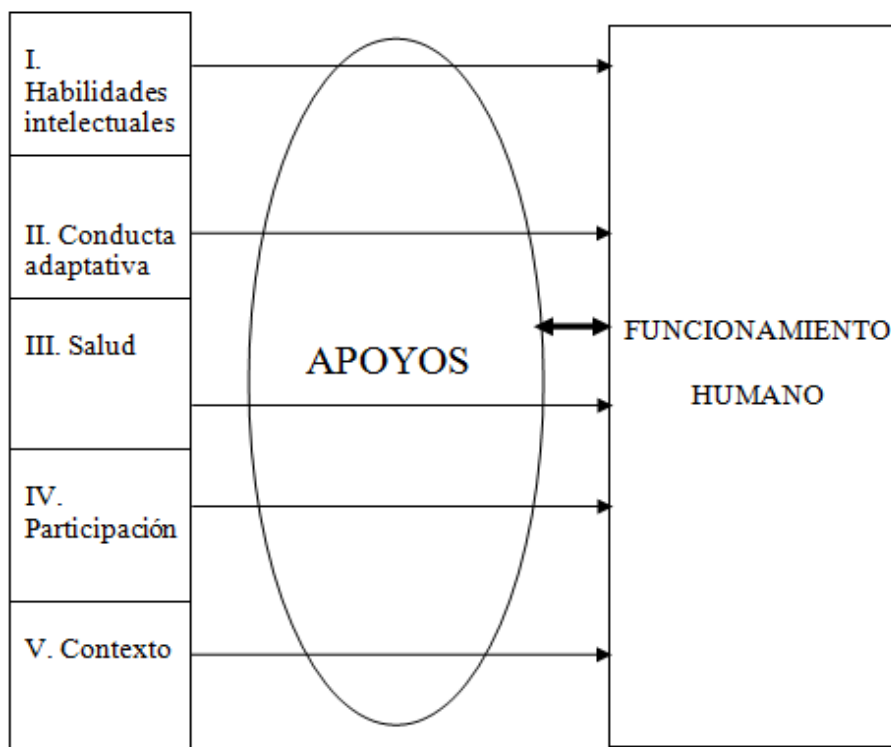 I.
Habilidades
intelectuales
II. Conducta
adaptativa
III. Salud
IV.
Participación
V. Contexto
APOYOS
FUNCIONAMIENTO
HUMANO